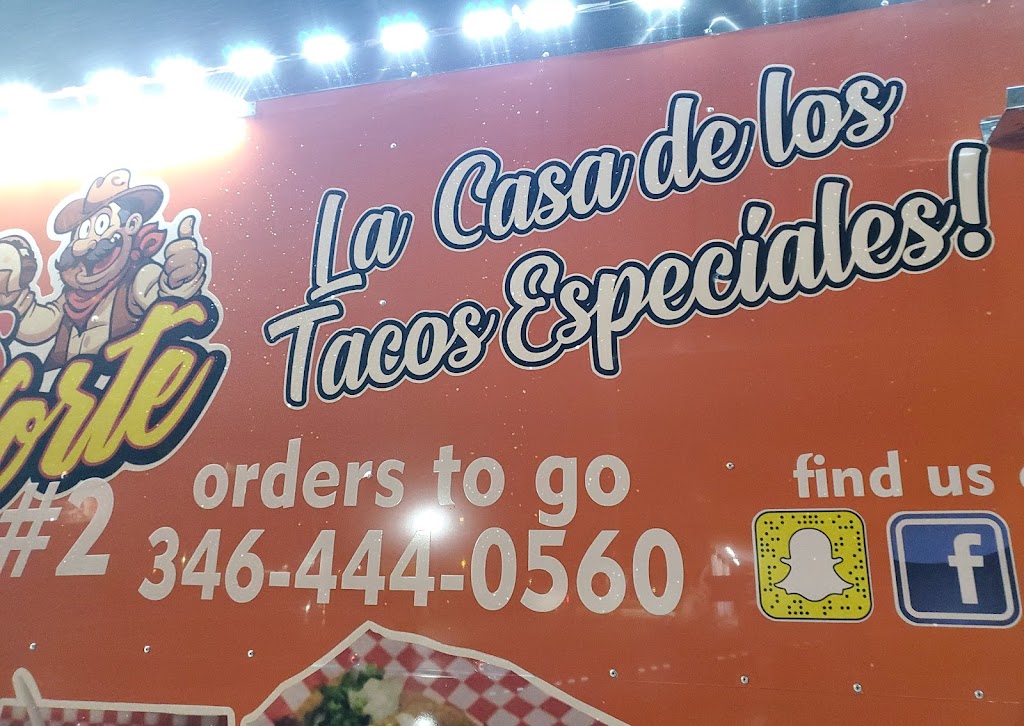 La Casa de los
Tacos Especiales!
orte
#2
orders to go
346-444-0560
find us
f